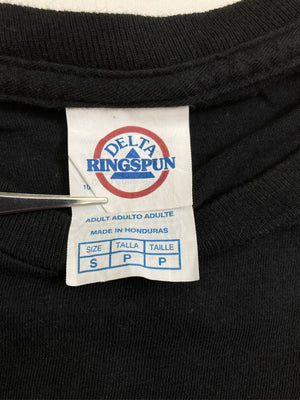 DELTA
RINGSPUN
ADULT ADULTO ADULTE
MADE IN HONDURAS
SIZE TALLA TAILLE
S P P